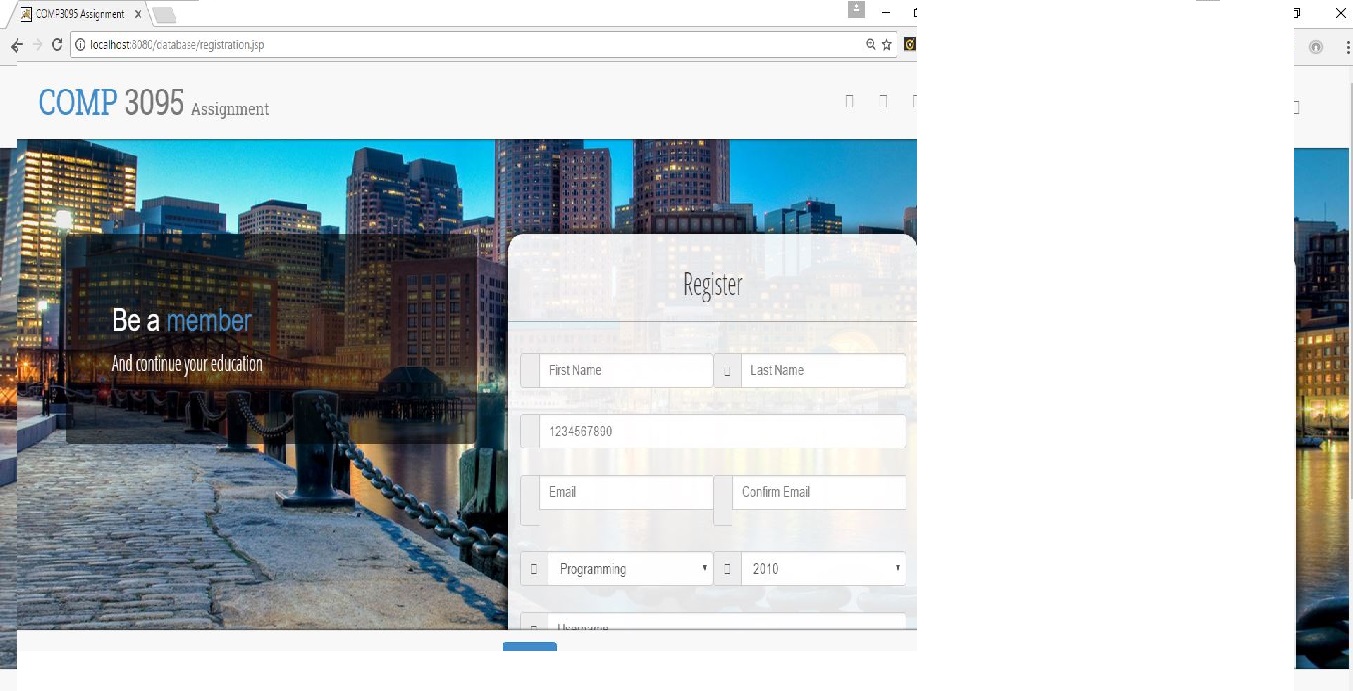 COMP3095 Assignment
localhost:8080/database/registration.jsp
COMP 3095 Assignment
Register
Be a member
And continue your education
First Name
Last Name
1234567890
Email
Confirm Email
Programming
2010
Username